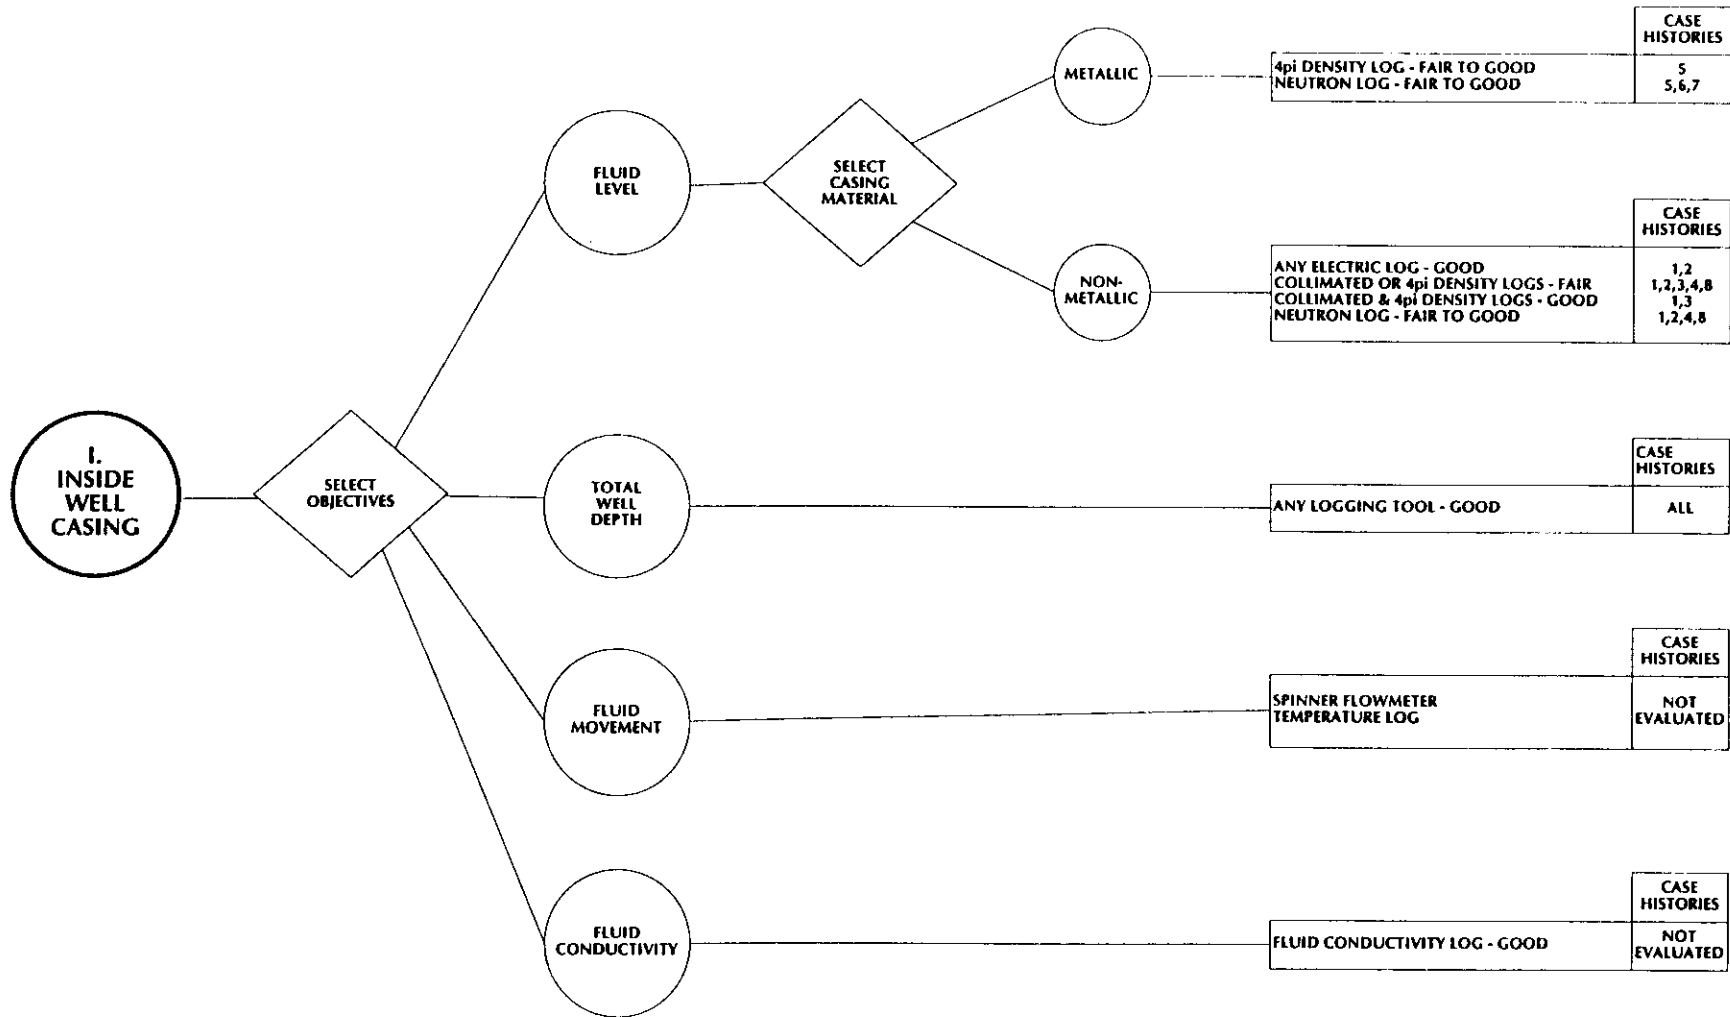 I.
INSIDE
WELL
CASING
SELECT
OBJECTIVES
FLUID
LEVEL
SELECT
CASING
MATERIAL
METALLIC
CASE
HISTORIES
4pi DENSITY LOG - FAIR TO GOOD 5
NEUTRON LOG - FAIR TO GOOD 5,6,7
NON-
METALLIC
CASE
HISTORIES
ANY ELECTRIC LOG - GOOD 1,2
COLLIMATED OR 4pi DENSITY LOGS - FAIR 1,2,3,4,8
COLLIMATED & 4pi DENSITY LOGS - GOOD 1,3
NEUTRON LOG - FAIR TO GOOD 1,2,4,8
TOTAL
WELL
DEPTH
CASE
HISTORIES
ANY LOGGING TOOL - GOOD ALL
FLUID
MOVEMENT
CASE
HISTORIES
SPINNER FLOWMETER NOT
TEMPERATURE LOG EVALUATED
FLUID
CONDUCTIVITY
CASE
HISTORIES
FLUID CONDUCTIVITY LOG - GOOD NOT
EVALUATED